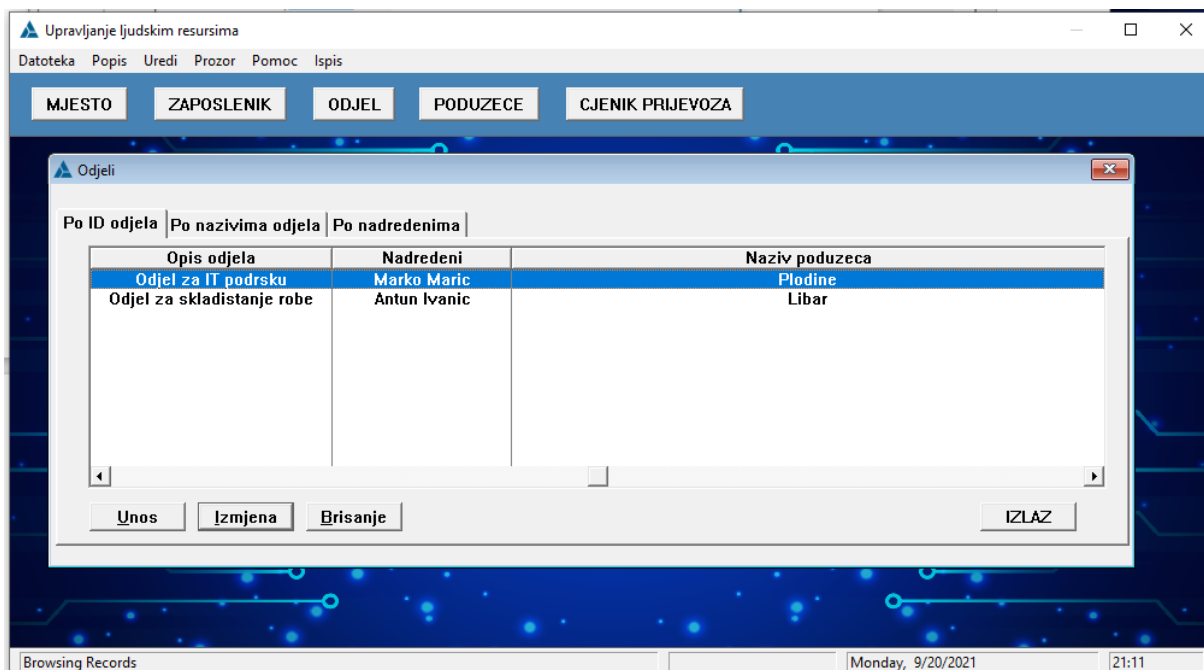 Upravljanje ljudskim resursima
Datoteka Popis Uredi Prozor Pomoc Ispis
MJESTO ZAPOSLENIK ODJEL PODUZECE CJENIK PRIJEVOZA
Odjeli
Po ID odjela Po nazivima odjela Po nadredenima
Opis odjela Nadredeni Naziv poduzeca
Odjel za IT podrsku Marko Maric Plodine
Odjel za skladistanje robe Antun Ivanic Libar
Unos Izmjena Brisanje IZLAZ
Browsing Records Monday, 9/20/2021 21:11